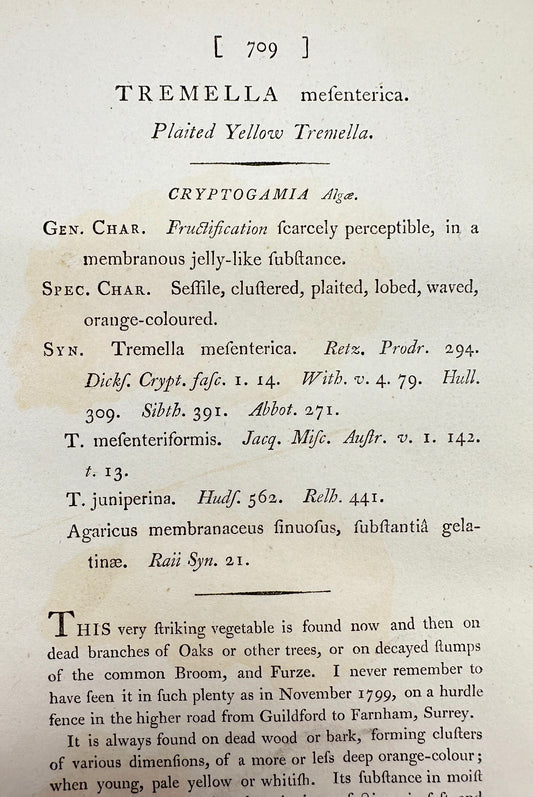 [ 709 ]
TREMELLA meſenterica.
Plaited Yellow Tremella.
CRYPTOGAMIA Algæ.
GEN. CHAR. Fructification ſcarcely perceptible, in a
membranous jelly-like ſubſtance.
SPEC. CHAR. Seſſile, cluſtered, plaited, lobed, waved,
orange-coloured.
SYN. Tremella meſenterica. Retz. Prodr. 294.
Dickſ. Crypt. faſc. 1. 14. With. v. 4. 79. Hull.
309. Sibth. 391. Abbot. 271.
T. meſenteriformis. Jacq. Miſc. Auſtr. v. 1. 142.
t. 13.
T. juniperina. Hudſ. 562. Relh. 441.
Agaricus membranaceus ſinuoſus, ſubſtantiâ gela-
tinæ. Raii Syn. 21.
THIS very ſtriking vegetable is found now and then on
dead branches of Oaks or other trees, or on decayed ſtumps
of the common Broom, and Furze. I never remember to
have ſeen it in ſuch plenty as in November 1799, on a hurdle
fence in the higher road from Guildford to Farnham, Surrey.
It is always found on dead wood or bark, forming cluſters
of various dimenſions, of a more or leſs deep orange-colour;
when young, pale yellow or whitiſh. Its ſubſtance in moiſt